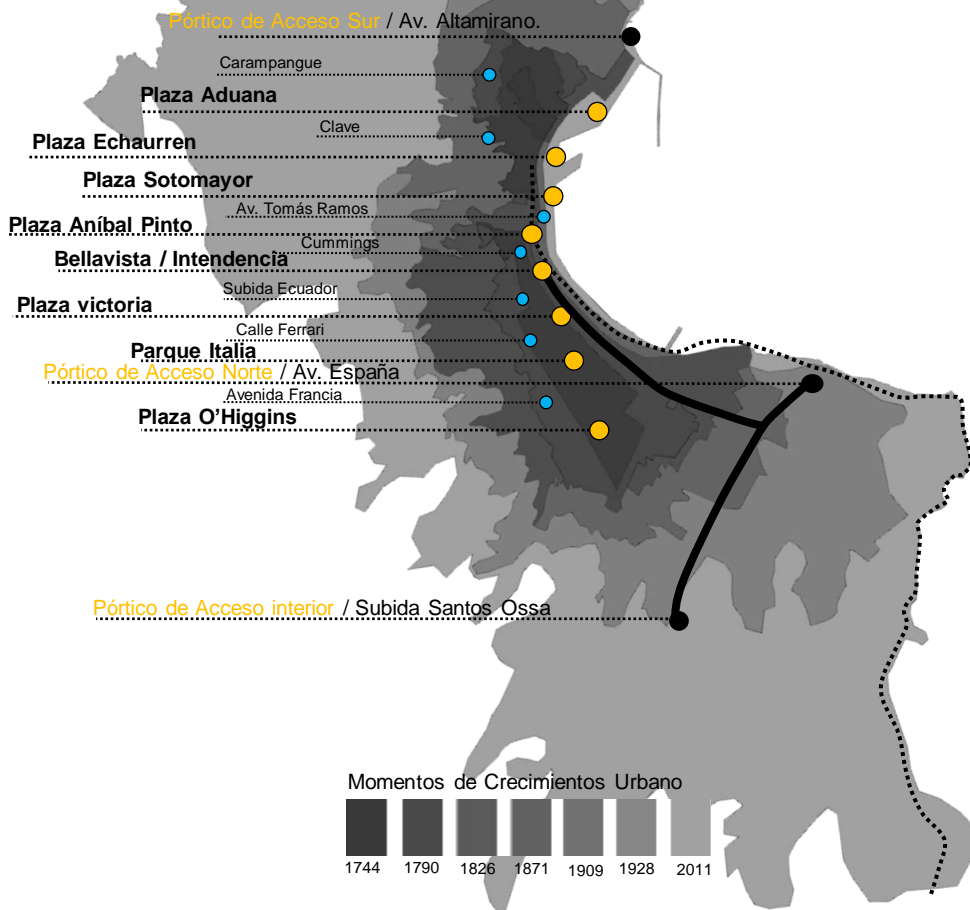 Pórtico de Acceso Sur / Av. Altamirano.
Carampangue
Plaza Aduana
Clave
Plaza Echaurren
Plaza Sotomayor
Av. Tomás Ramos
Plaza Aníbal Pinto
Cummings
Bellavista / Intendencia
Subida Ecuador
Plaza victoria
Calle Ferrari
Parque Italia
Pórtico de Acceso Norte / Av. España
Avenida Francia
Plaza O'Higgins
Pórtico de Acceso interior / Subida Santos Ossa
Momentos de Crecimientos Urbano
1744 1790 1826 1871 1909 1928 2011